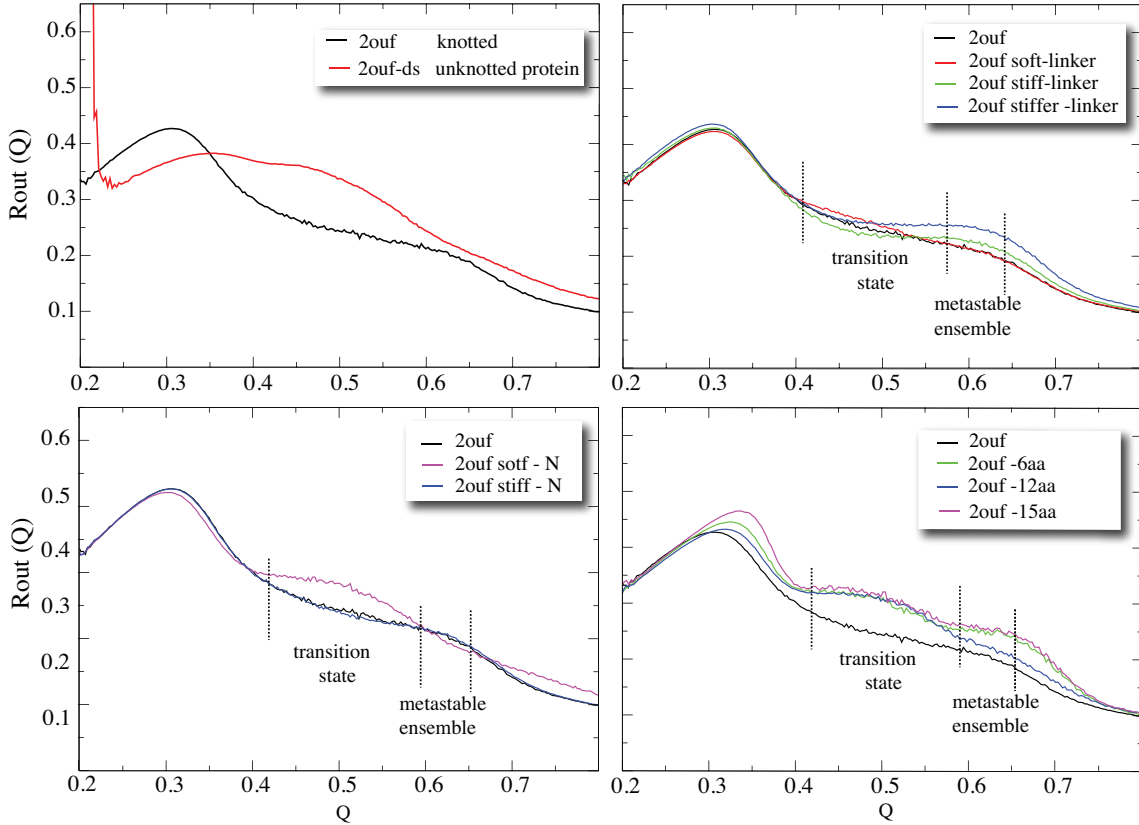 0.6
0.5
0.4
0.3
0.2
0.1
Rout (Q)
2ouf knotted
2ouf-ds unknotted protein
0.2 0.3 0.4 0.5 0.6 0.7
2ouf
2ouf soft-linker
2ouf stiff-linker
2ouf stiffer -linker
transition
state
metastable
ensemble
0.2 0.3 0.4 0.5 0.6 0.7
0.6
0.5
0.4
0.3
0.2
0.1
Rout (Q)
2ouf
2ouf sotf - N
2ouf stiff - N
transition
state
metastable
ensemble
0.2 0.3 0.4 0.5 0.6 0.7
Q
2ouf
2ouf -6aa
2ouf -12aa
2ouf -15aa
transition
state
metastable
ensemble
0.2 0.3 0.4 0.5 0.6 0.7
Q